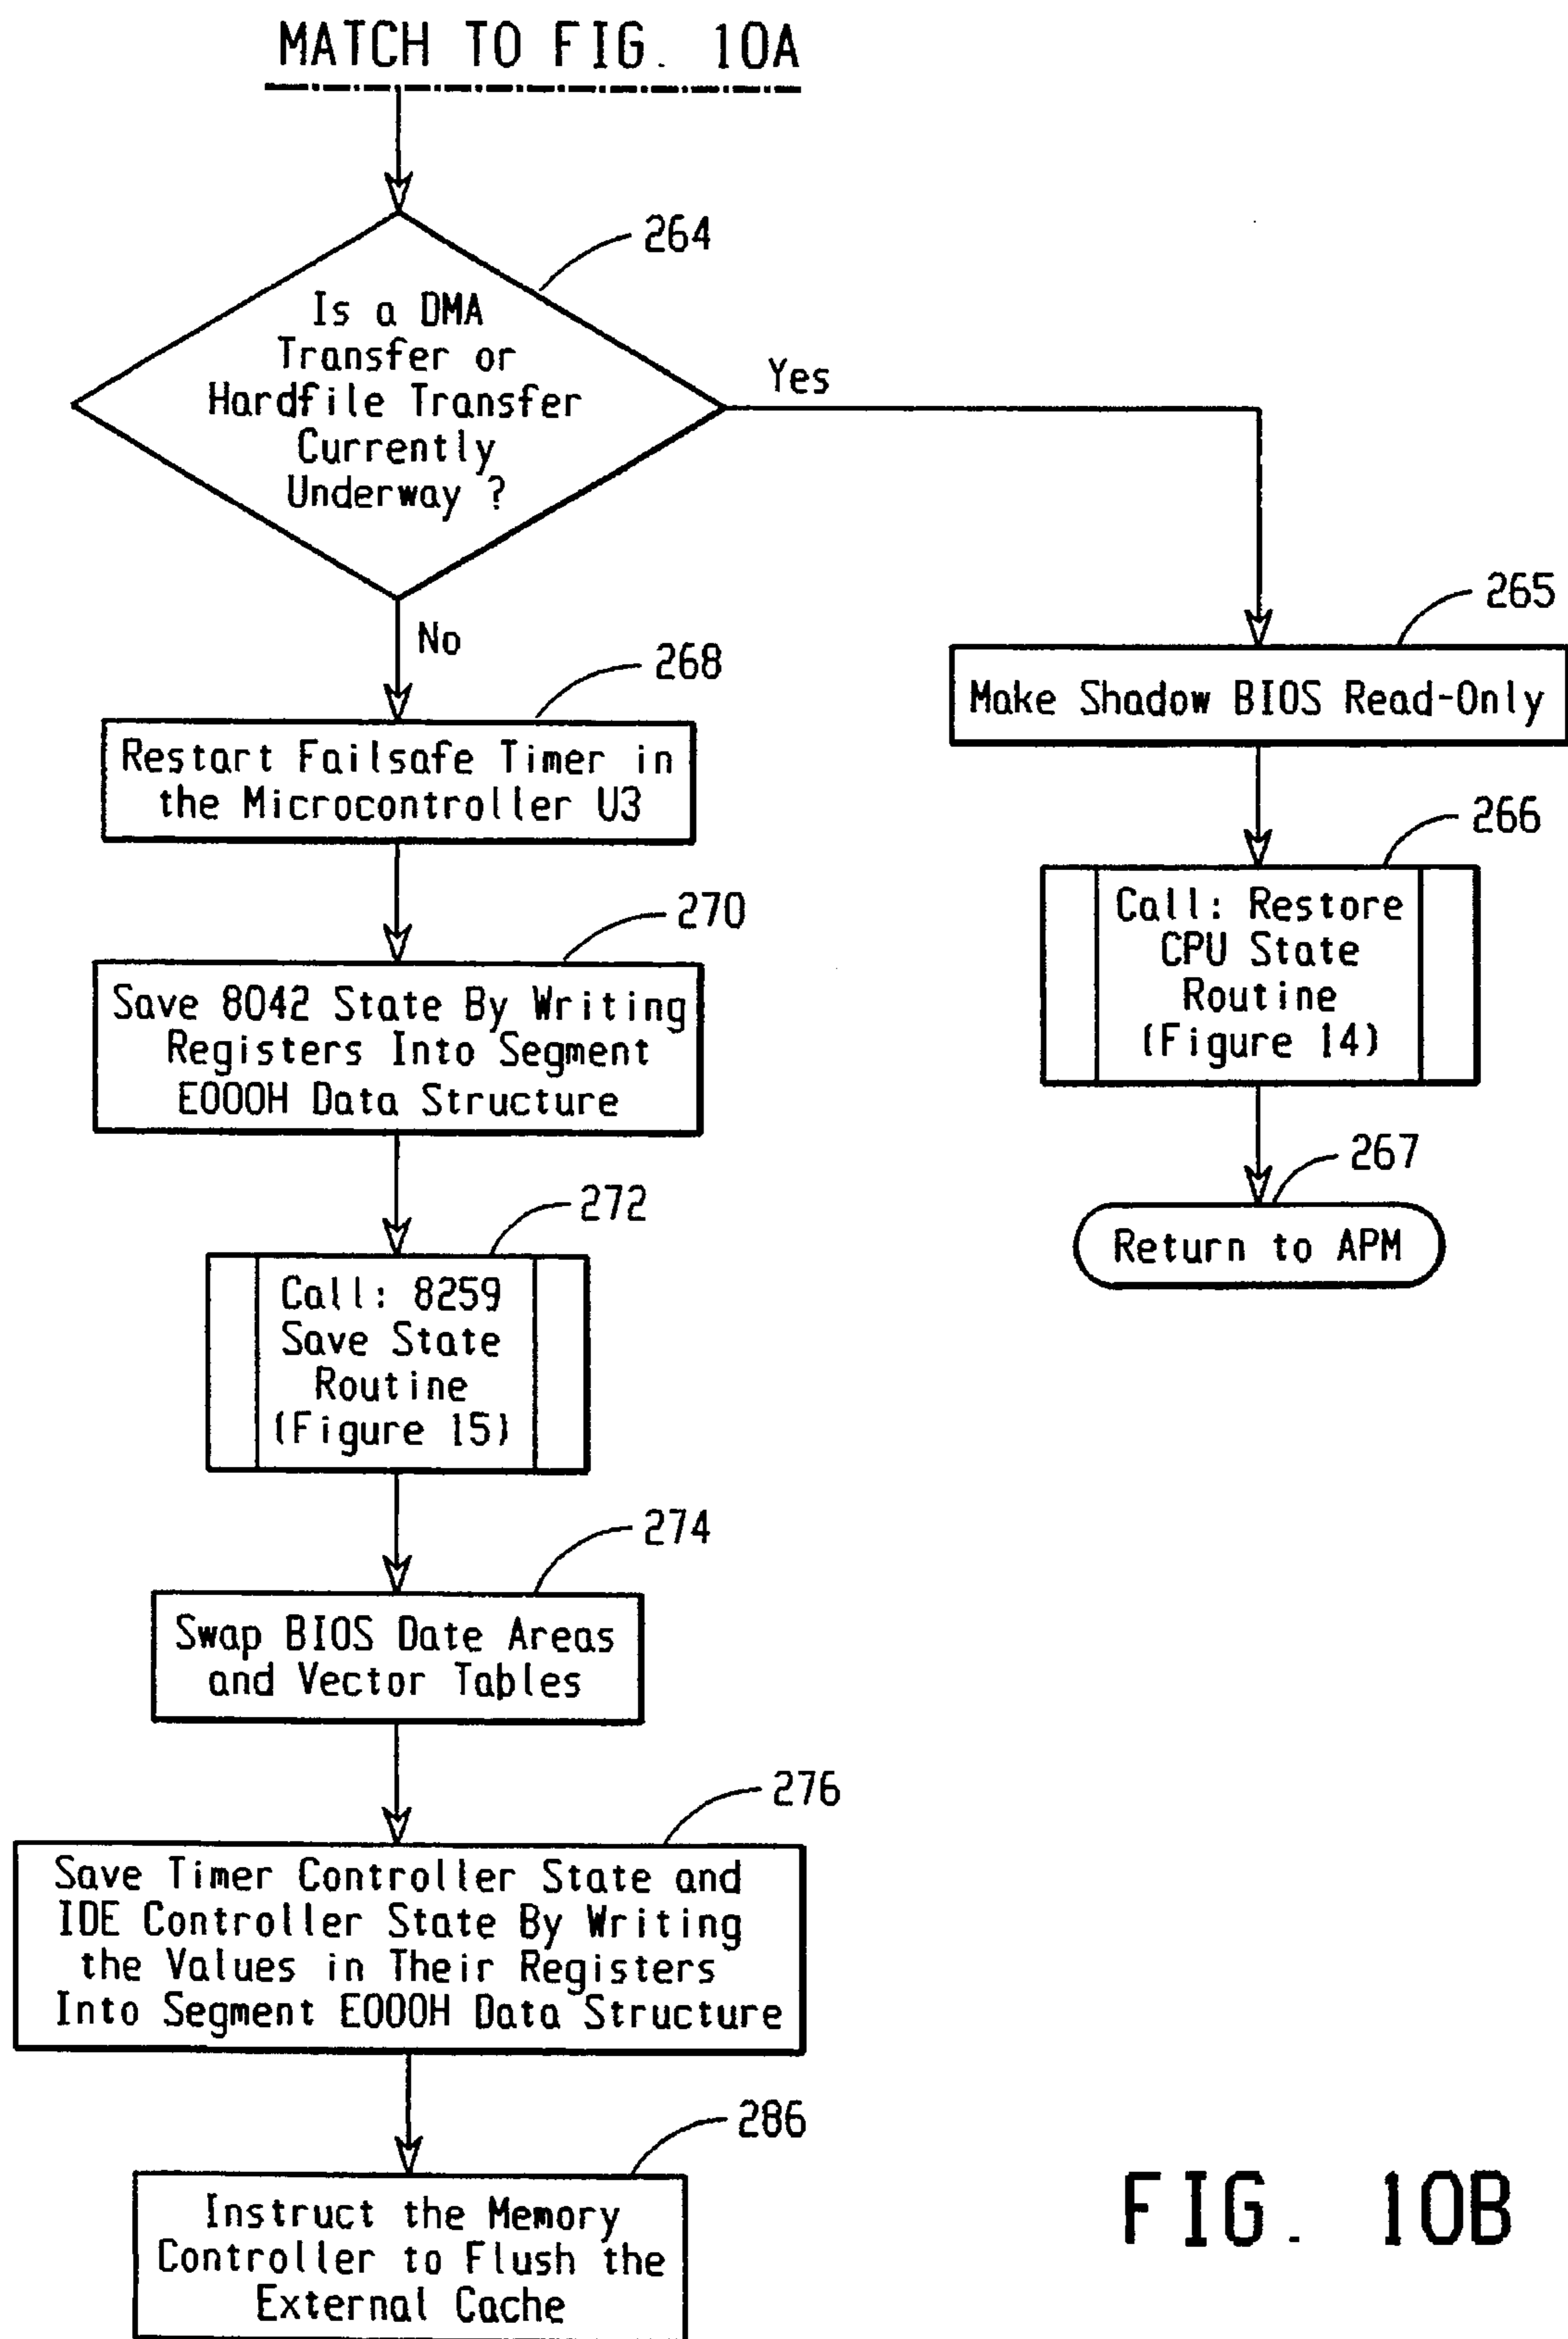 MATCH TO FIG. 10A
264
Is a DMA
Transfer or
Hardfile Transfer
Currently
Underway ?
Yes
No
265
Make Shadow BIOS Read-Only
266
Call: Restore
CPU State
Routine
(Figure 14)
267
Return to APM
268
Restart Failsafe Timer in
the Microcontroller U3
270
Save 8042 State By Writing
Registers Into Segment
E000H Data Structure
272
Call: 8259
Save State
Routine
(Figure 15)
274
Swap BIOS Date Areas
and Vector Tables
276
Save Timer Controller State and
IDE Controller State By Writing
the Values in Their Registers
Into Segment E000H Data Structure
286
Instruct the Memory
Controller to Flush the
External Cache
FIG. 10B